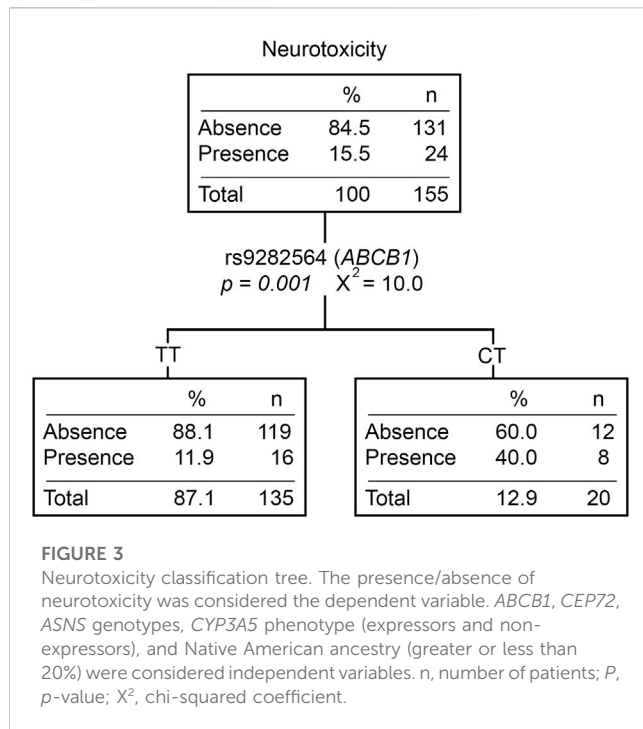 Neurotoxicity
% n
Absence 84.5 131
Presence 15.5 24
Total 100 155
rs9282564 (ABCB1)
p = 0.001 X² = 10.0
TT
% n
Absence 88.1 119
Presence 11.9 16
Total 87.1 135
CT
% n
Absence 60.0 12
Presence 40.0 8
Total 12.9 20
FIGURE 3
Neurotoxicity classification tree. The presence/absence of
neurotoxicity was considered the dependent variable. ABCB1, CEP72,
ASNS genotypes, CYP3A5 phenotype (expressors and non-
expressors), and Native American ancestry (greater or less than
20%) were considered independent variables. n, number of patients; P,
p-value; X², chi-squared coefficient.